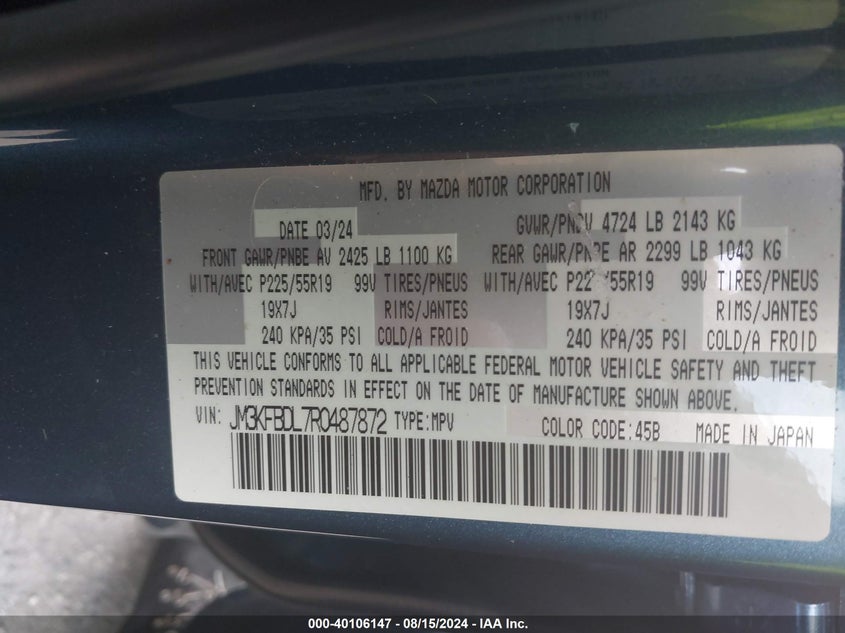 MFD. BY MAZDA MOTOR CORPORATION
DATE 03/24 GVWR/PNBV 4724 LB 2143 KG
FRONT GAWR/PNBE AV 2425 LB 1100 KG REAR GAWR/PNPE AR 2299 LB 1043 KG
WITH/AVEC P225/55R19 99V TIRES/PNEUS WITH/AVEC 55R19 99V TIRES/PNEUS
19X7J RIMS/JANTES 19X7J RIMS/JANTES
240 KPA/35 PSI COLD/A FROID 240 KPA/35 PSI COLD/A FROID
THIS VEHICLE CONFORMS TO ALL APPLICABLE FEDERAL MOTOR VEHICLE SAFETY AND THEFT
PREVENTION STANDARDS IN EFFECT ON THE DATE OF MANUFACTURE SHOWN ABOVE.
VIN: JM3KFBDL7R0487872 TYPE:MPV COLOR CODE:45B MADE IN JAPAN
000-40106147 - 08/15/2024 - IAA Inc.